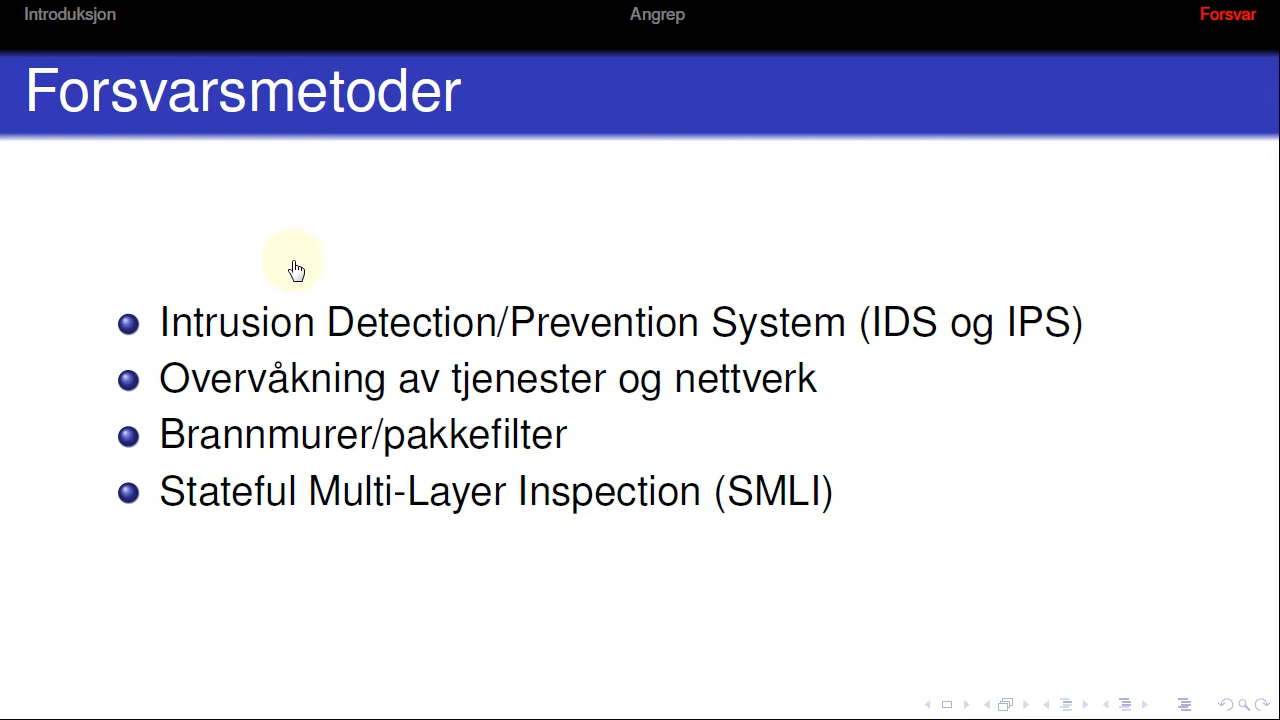 Introduksjon
Angrep
Forsvar
Forsvarsmetoder
Intrusion Detection/Prevention System (IDS og IPS)
Overvåkning av tjenester og nettverk
Brannmurer/pakkefilter
Stateful Multi-Layer Inspection (SMLI)